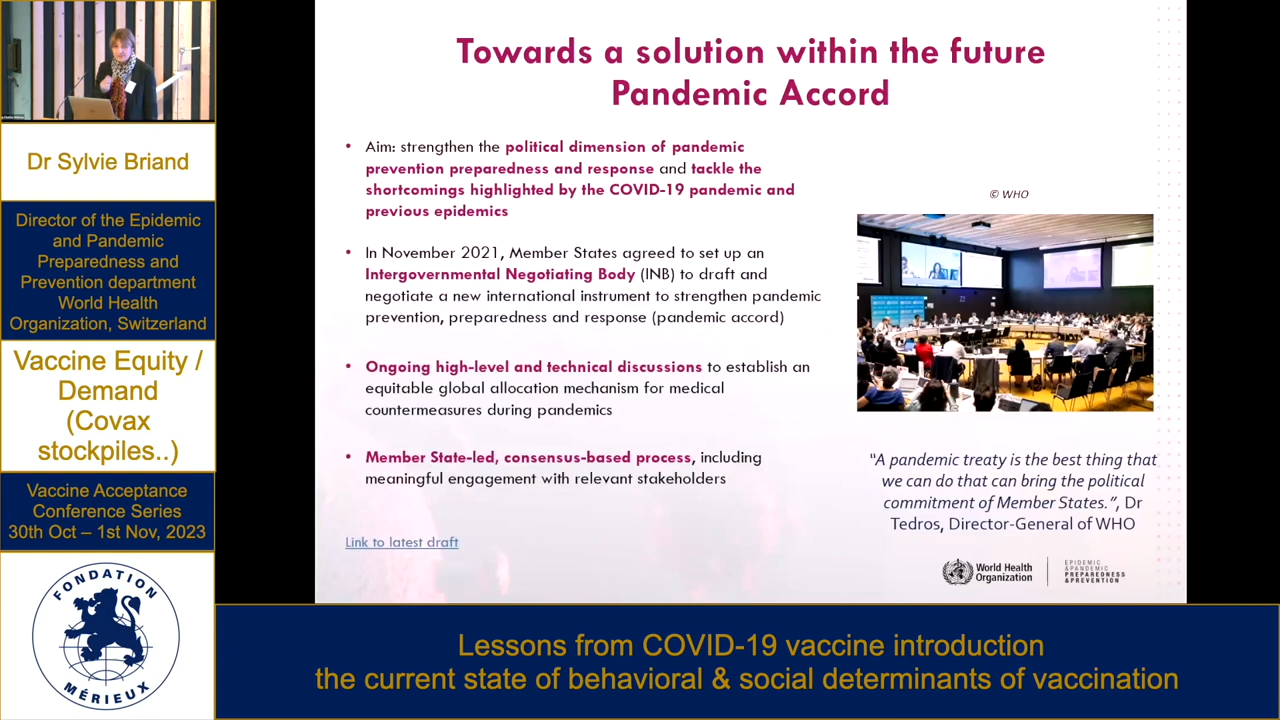 Dr Sylvie Briand
Director of the Epidemic
and Pandemic
Preparedness and
Prevention department
World Health
Organization, Switzerland
Vaccine Equity /
Demand
(Covax
stockpiles..)
Vaccine Acceptance
Conference Series
30th Oct – 1st Nov, 2023
FONDATION
MÉRIEUX
Towards a solution within the future
Pandemic Accord
• Aim: strengthen the political dimension of pandemic
prevention preparedness and response and tackle the
shortcomings highlighted by the COVID-19 pandemic and
previous epidemics
• In November 2021, Member States agreed to set up an
Intergovernmental Negotiating Body (INB) to draft and
negotiate a new international instrument to strengthen pandemic
prevention, preparedness and response (pandemic accord)
• Ongoing high-level and technical discussions to establish an
equitable global allocation mechanism for medical
countermeasures during pandemics
• Member State-led, consensus-based process, including
meaningful engagement with relevant stakeholders
Link to latest draft
© WHO
“A pandemic treaty is the best thing that
we can do that can bring the political
commitment of Member States.”, Dr
Tedros, Director-General of WHO
World Health
Organization
EPIDEMIC
&PANDEMIC
PREPAREDNESS
&PREVENTION
Lessons from COVID-19 vaccine introduction
the current state of behavioral & social determinants of vaccination